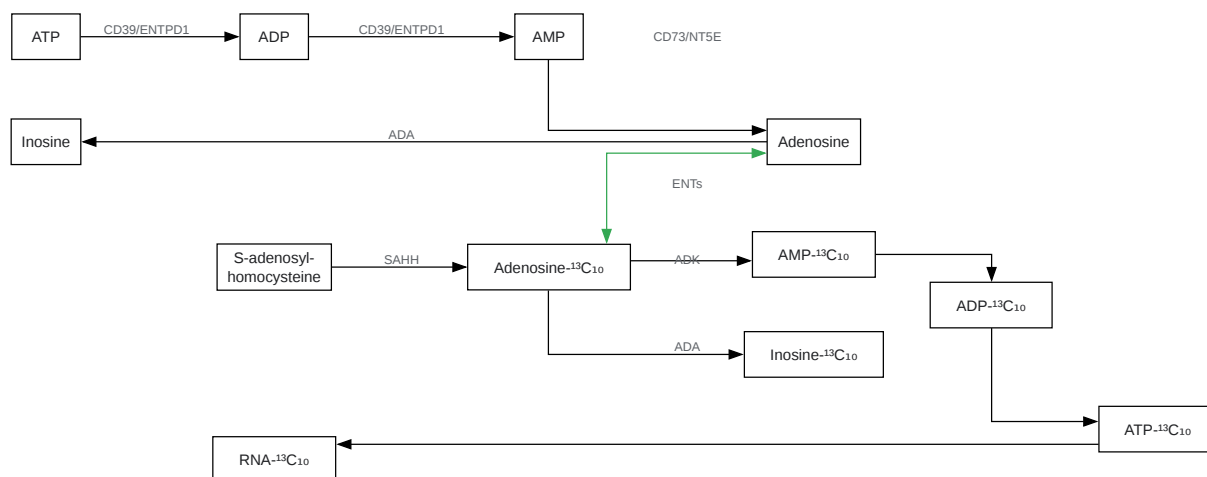 ATP
CD39/ENTPD1
ADP
CD39/ENTPD1
AMP
CD73/NT5E
Inosine
ADA
Adenosine
ENTs
S-adenosyl-
homocysteine
SAHH
Adenosine-¹³C₁₀
ADK
AMP-¹³C₁₀
ADP-¹³C₁₀
ADA
Inosine-¹³C₁₀
ATP-¹³C₁₀
RNA-¹³C₁₀